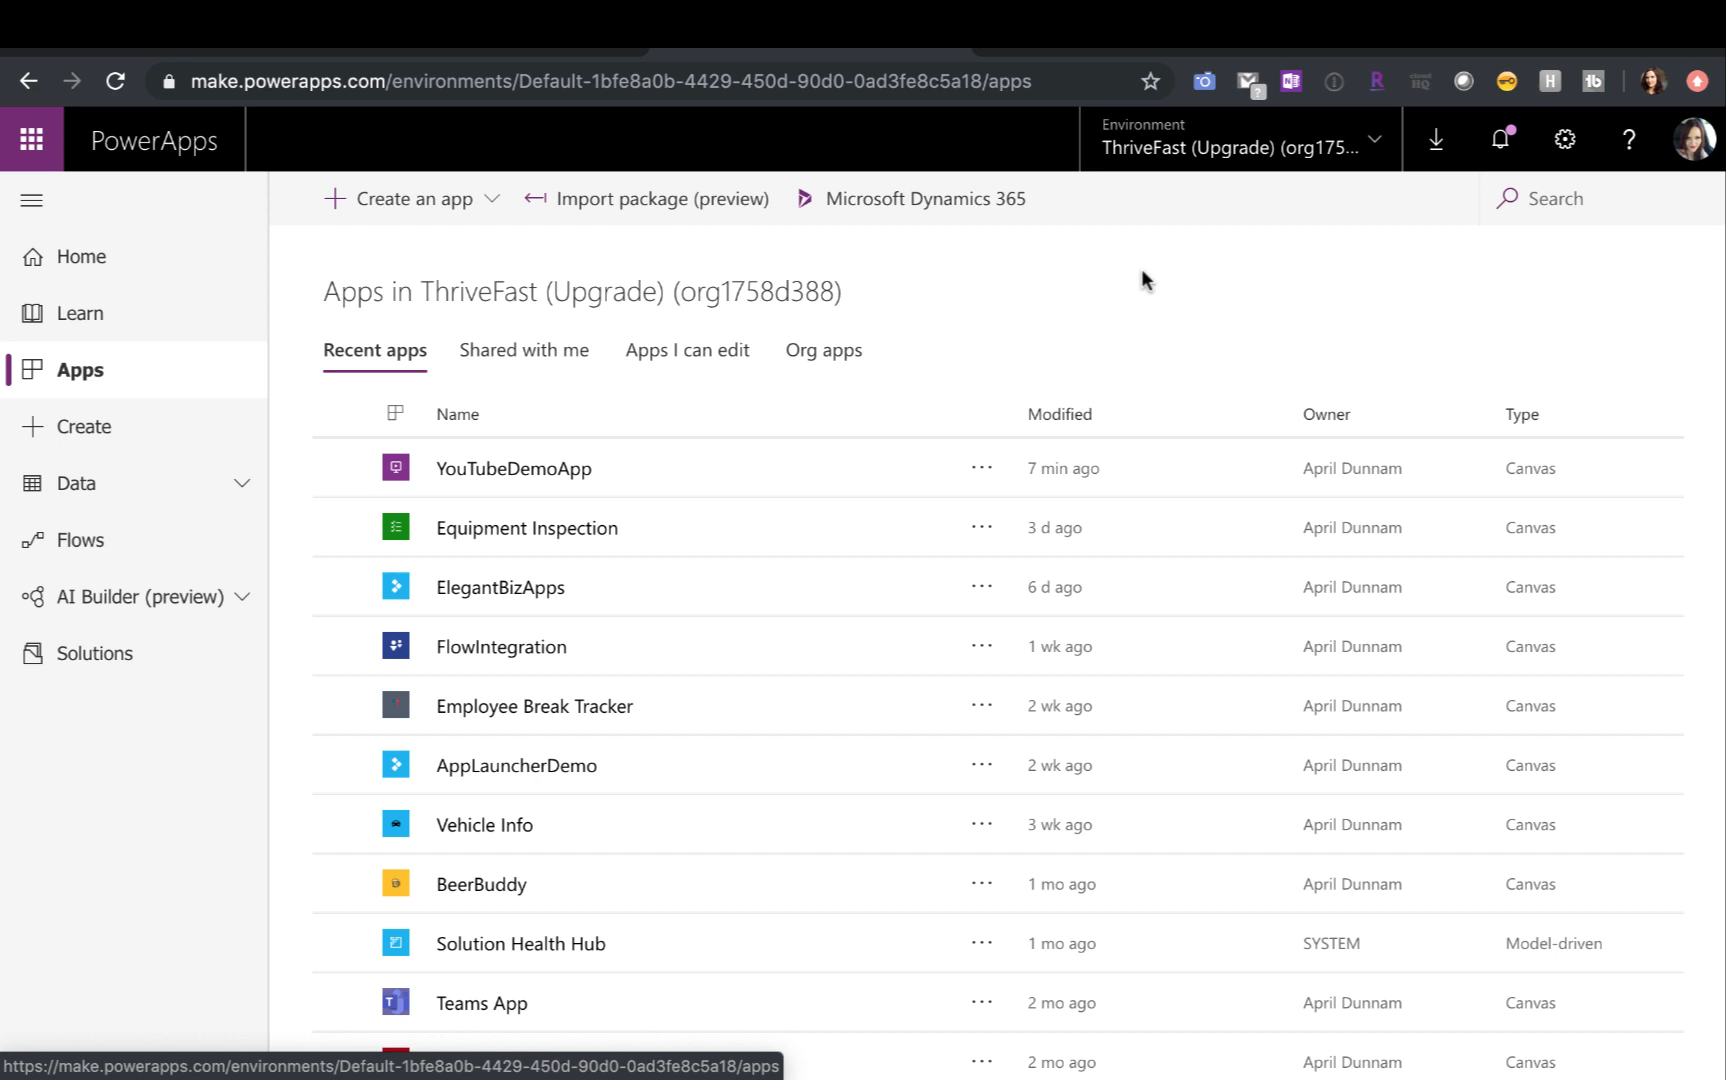 make.powerapps.com/environments/Default-1bfe8a0b-4429-450d-90d0-0ad3fe8c5a18/apps
PowerApps
Environment
ThriveFast (Upgrade) (org175...
Create an app
Import package (preview)
Microsoft Dynamics 365
Search
Home
Learn
Apps
Create
Data
Flows
AI Builder (preview)
Solutions
Apps in ThriveFast (Upgrade) (org1758d388)
Recent apps Shared with me Apps I can edit Org apps
Name Modified Owner Type
YouTubeDemoApp ... 7 min ago April Dunnam Canvas
Equipment Inspection ... 3 d ago April Dunnam Canvas
ElegantBizApps ... 6 d ago April Dunnam Canvas
FlowIntegration ... 1 wk ago April Dunnam Canvas
Employee Break Tracker ... 2 wk ago April Dunnam Canvas
AppLauncherDemo ... 2 wk ago April Dunnam Canvas
Vehicle Info ... 3 wk ago April Dunnam Canvas
BeerBuddy ... 1 mo ago April Dunnam Canvas
Solution Health Hub ... 1 mo ago SYSTEM Model-driven
Teams App ... 2 mo ago April Dunnam Canvas
... 2 mo ago April Dunnam Canvas
https://make.powerapps.com/environments/Default-1bfe8a0b-4429-450d-90d0-0ad3fe8c5a18/apps